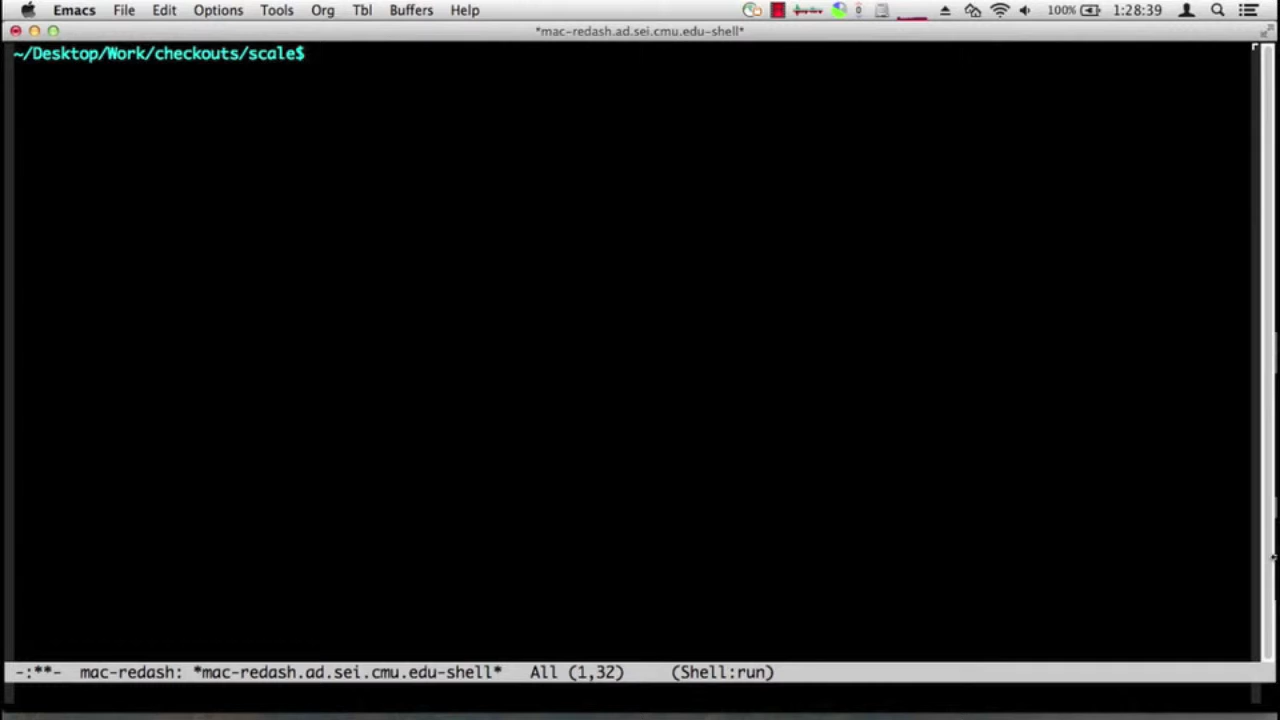 Emacs File Edit Options Tools Org Tbl Buffers Help 100% 1:28:39
*mac-redash.ad.sei.cmu.edu-shell*
~/Desktop/Work/checkouts/scale$
-:**- mac-redash: *mac-redash.ad.sei.cmu.edu-shell* All (1,32) (Shell:run)